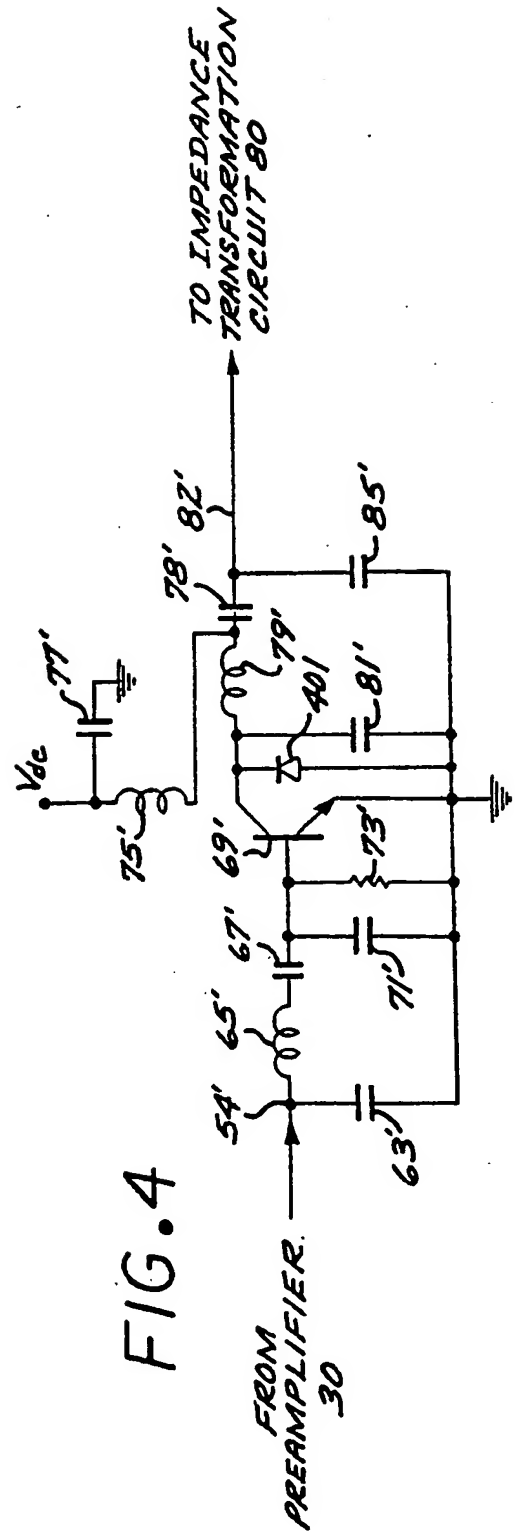 FIG. 4
FROM
PREAMPLIFIER
30
54'
63'
65'
67'
71'
73'
69'
Vdc
77'
75'
401
81'
79'
78'
82'
85'
TO IMPEDANCE
TRANSFORMATION
CIRCUIT 80